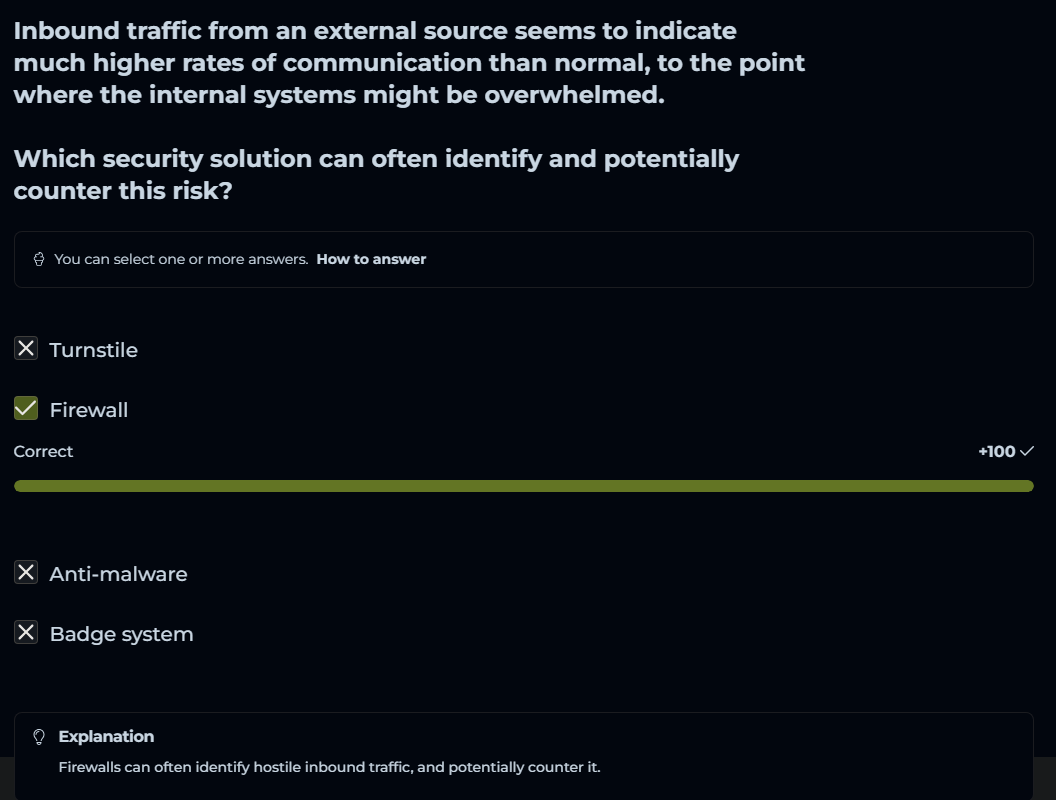 Inbound traffic from an external source seems to indicate
much higher rates of communication than normal, to the point
where the internal systems might be overwhelmed.
Which security solution can often identify and potentially
counter this risk?
You can select one or more answers. How to answer
Turnstile
Firewall
Correct +100
Anti-malware
Badge system
Explanation
Firewalls can often identify hostile inbound traffic, and potentially counter it.